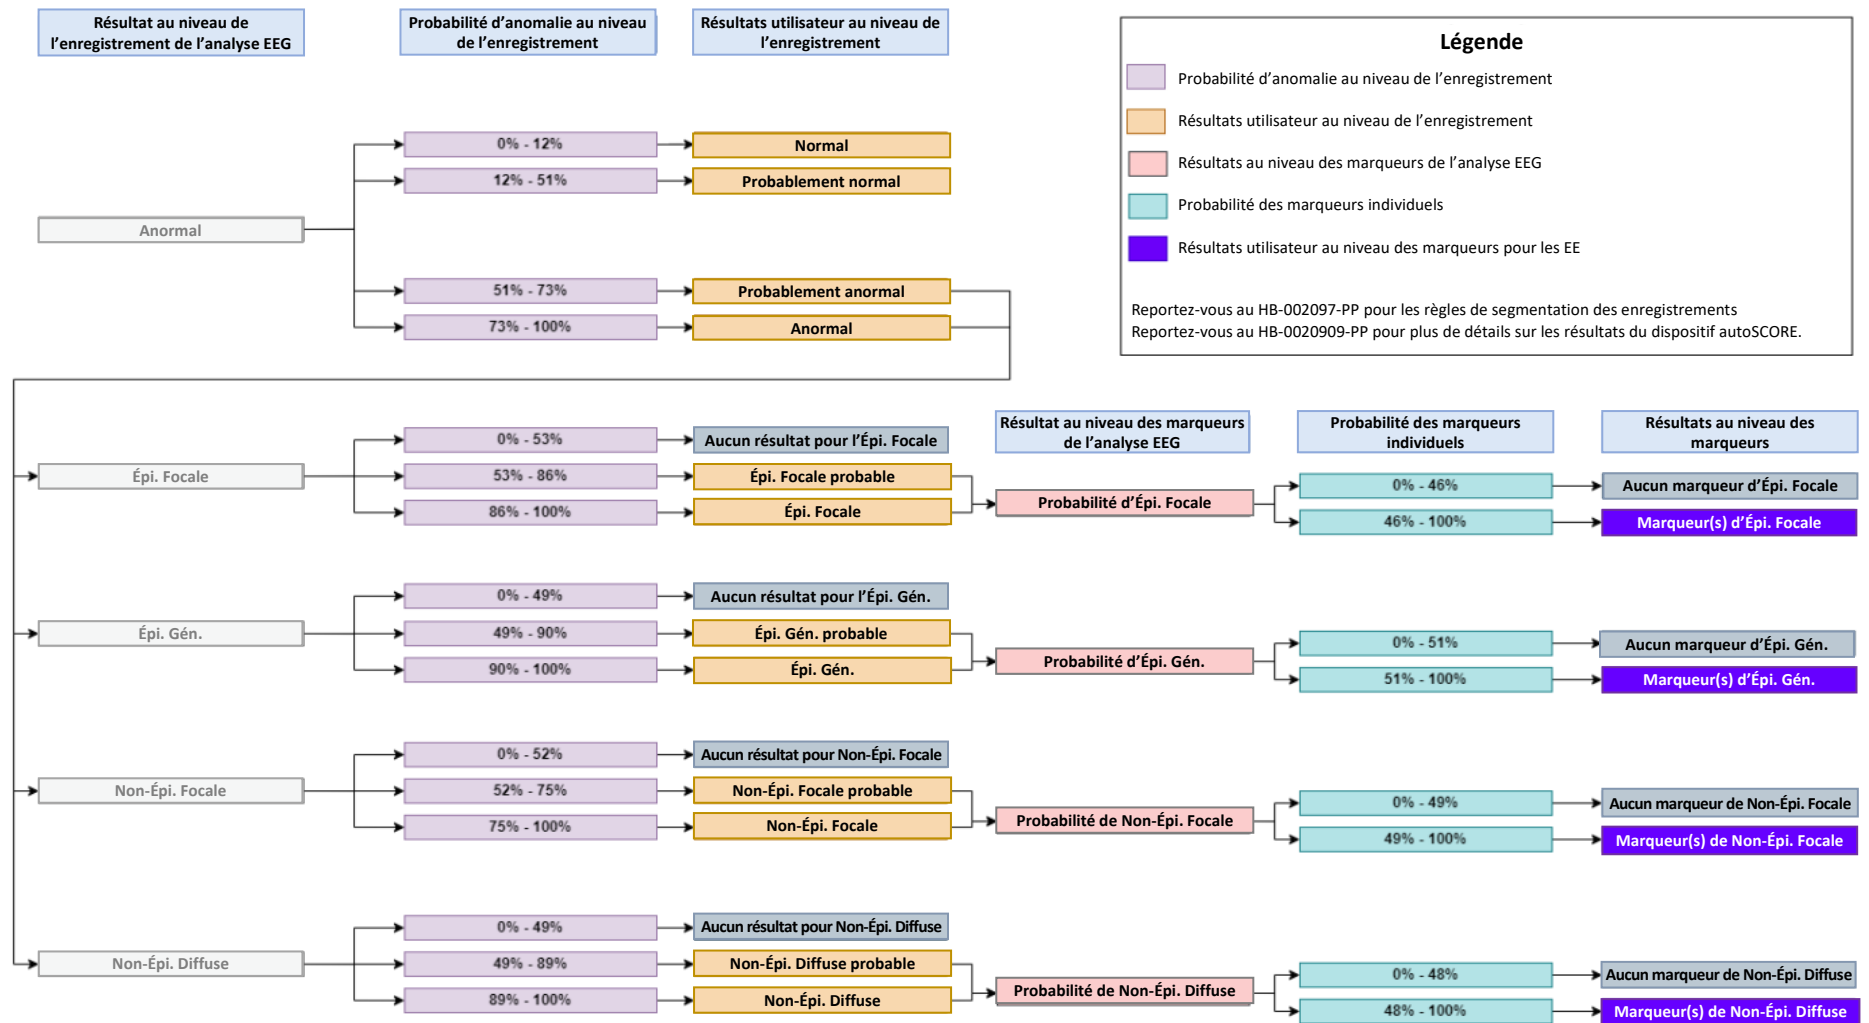 Résultat au niveau de
l’enregistrement de l’analyse EEG
Probabilité d’anomalie au niveau
de l’enregistrement
Résultats utilisateur au niveau de
l’enregistrement
Légende
Probabilité d’anomalie au niveau de l’enregistrement
Résultats utilisateur au niveau de l’enregistrement
Résultats au niveau des marqueurs de l’analyse EEG
Probabilité des marqueurs individuels
Résultats utilisateur au niveau des marqueurs pour les EE
Reportez-vous au HB-002097-PP pour les règles de segmentation des enregistrements
Reportez-vous au HB-0020909-PP pour plus de détails sur les résultats du dispositif autoSCORE.
Anormal
0% - 12%
Normal
12% - 51%
Probablement normal
51% - 73%
Probablement anormal
73% - 100%
Anormal
Résultat au niveau des marqueurs
de l’analyse EEG
Probabilité des marqueurs
individuels
Résultats au niveau des
marqueurs
Épi. Focale
0% - 53%
Aucun résultat pour l’Épi. Focale
53% - 86%
Épi. Focale probable
86% - 100%
Épi. Focale
Probabilité d’Épi. Focale
0% - 46%
Aucun marqueur d’Épi. Focale
46% - 100%
Marqueur(s) d’Épi. Focale
Épi. Gén.
0% - 49%
Aucun résultat pour l’Épi. Gén.
49% - 90%
Épi. Gén. probable
90% - 100%
Épi. Gén.
Probabilité d’Épi. Gén.
0% - 51%
Aucun marqueur d’Épi. Gén.
51% - 100%
Marqueur(s) d’Épi. Gén.
Non-Épi. Focale
0% - 52%
Aucun résultat pour Non-Épi. Focale
52% - 75%
Non-Épi. Focale probable
75% - 100%
Non-Épi. Focale
Probabilité de Non-Épi. Focale
0% - 49%
Aucun marqueur de Non-Épi. Focale
49% - 100%
Marqueur(s) de Non-Épi. Focale
Non-Épi. Diffuse
0% - 49%
Aucun résultat pour Non-Épi. Diffuse
49% - 89%
Non-Épi. Diffuse probable
89% - 100%
Non-Épi. Diffuse
Probabilité de Non-Épi. Diffuse
0% - 48%
Aucun marqueur de Non-Épi. Diffuse
48% - 100%
Marqueur(s) de Non-Épi. Diffuse